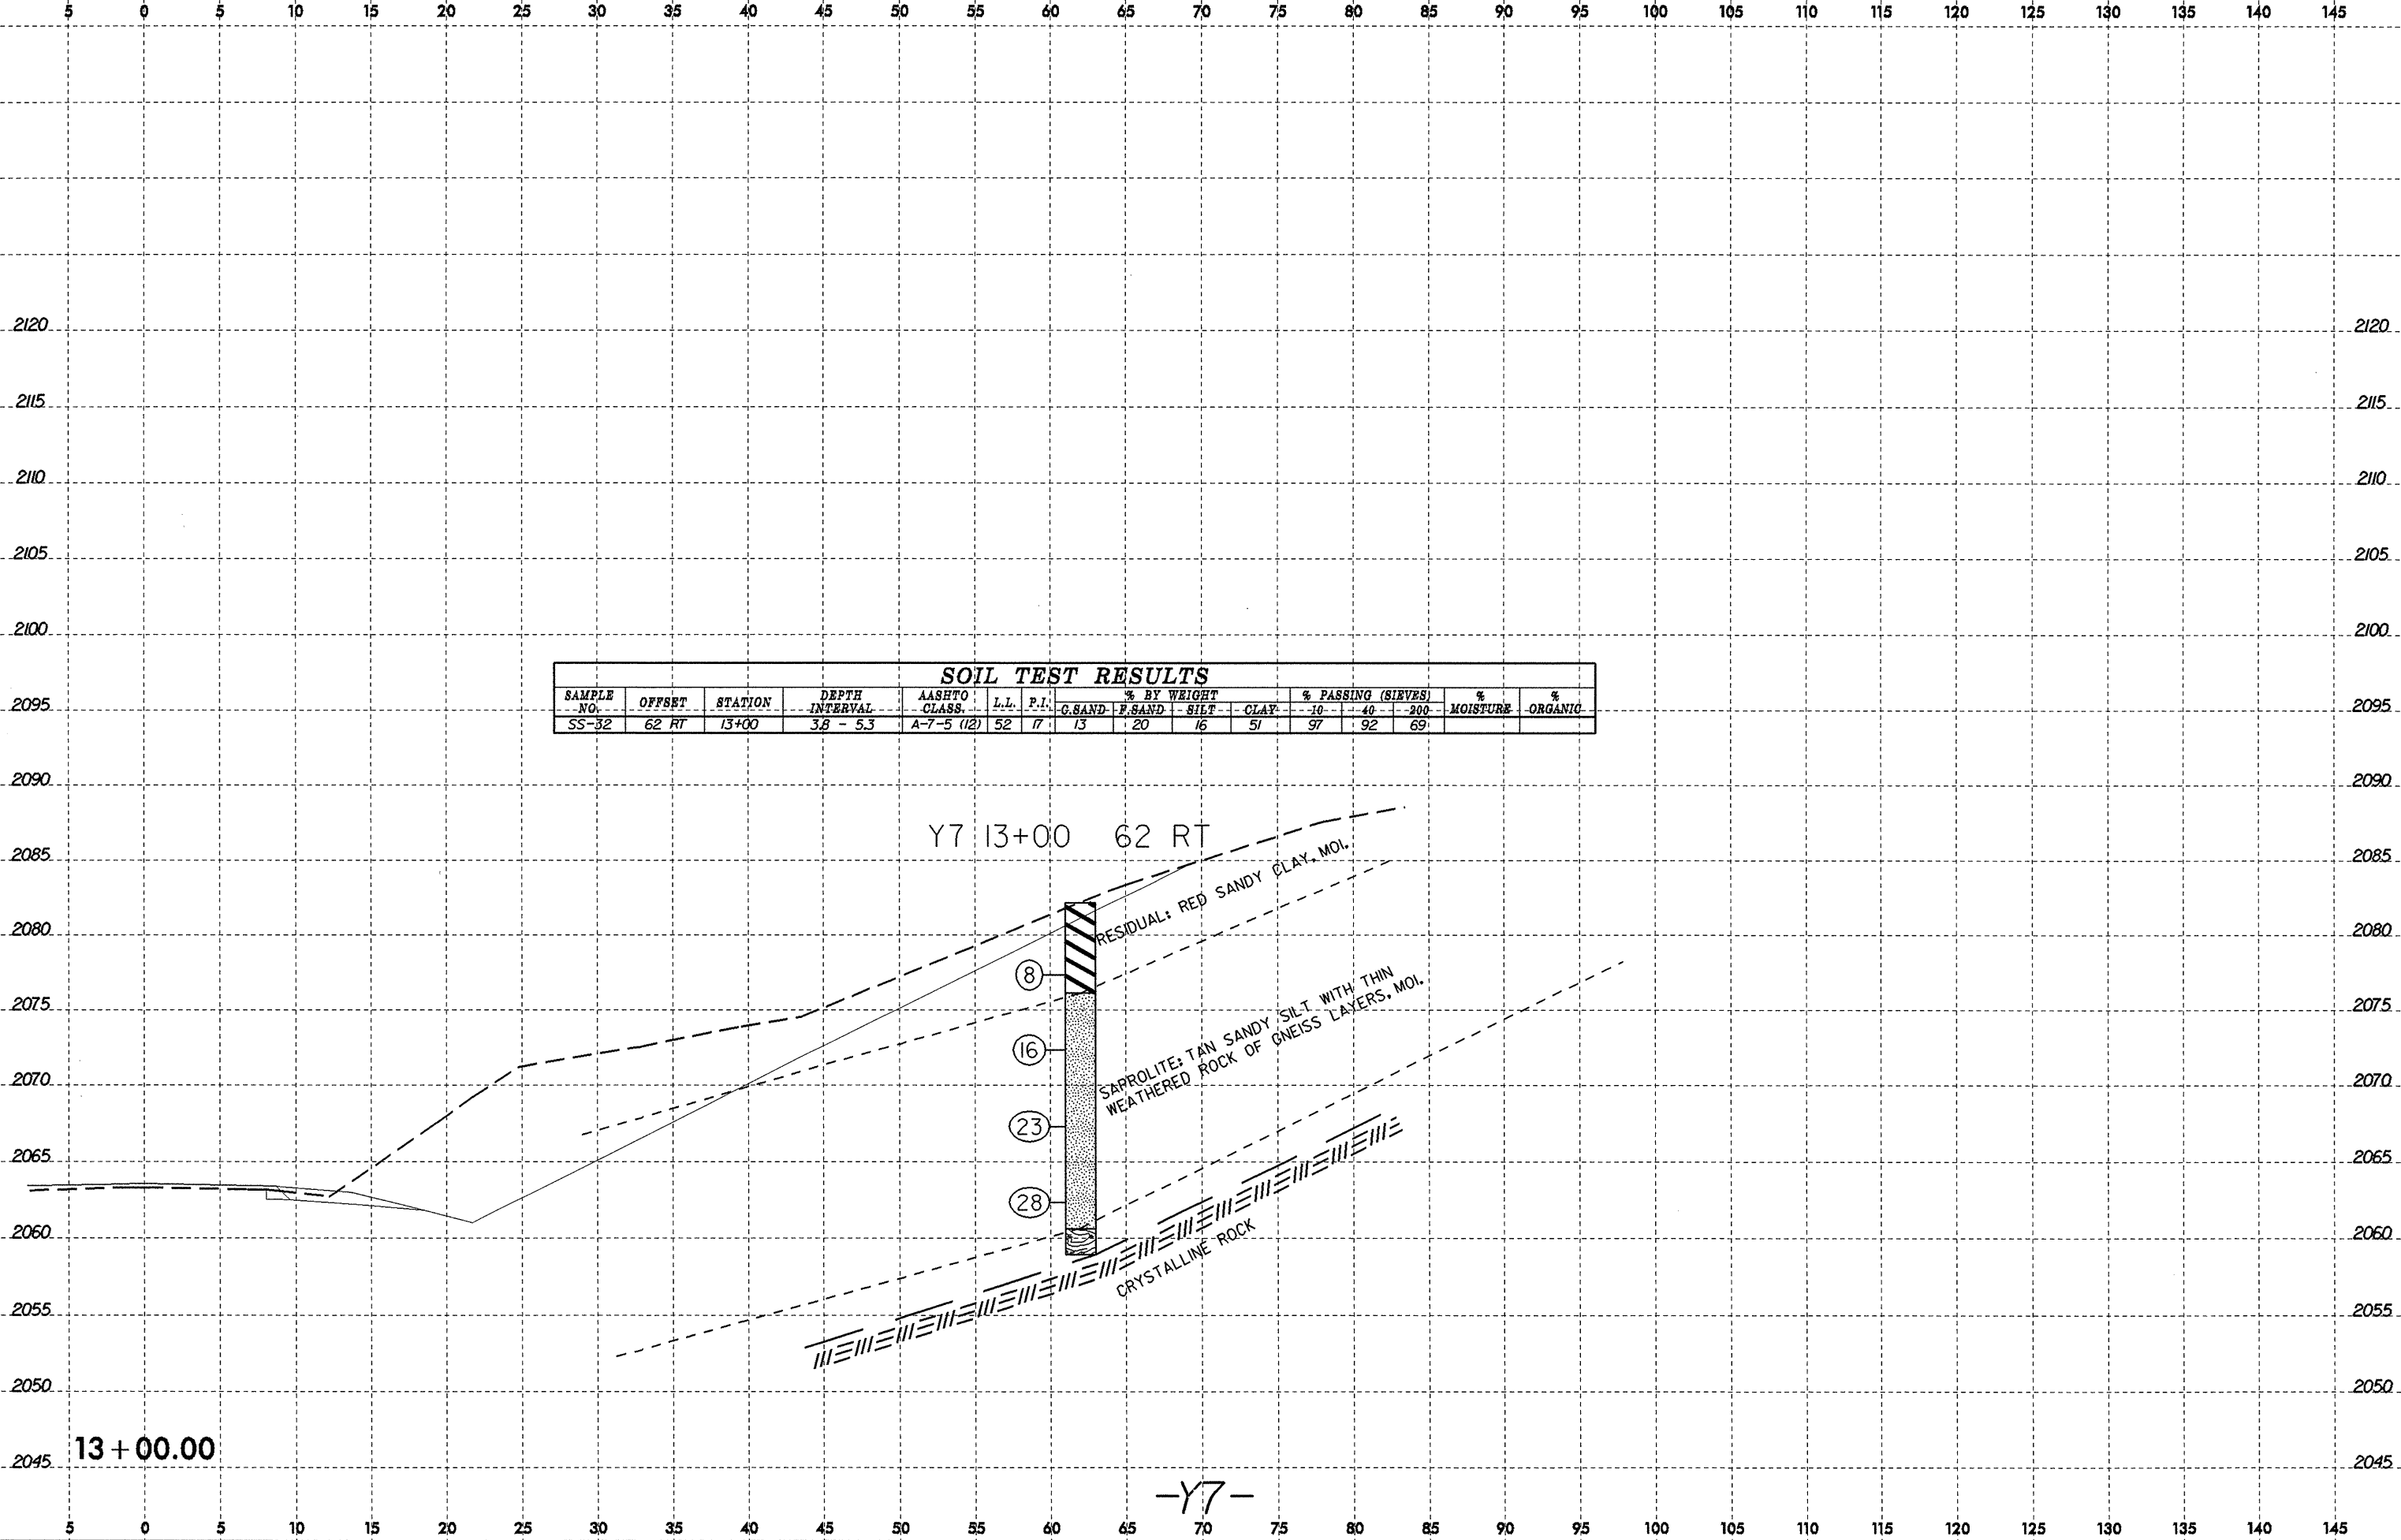 5 0 5 10 15 20 25 30 35 40 45 50 55 60 65 70 75 80 85 90 95 100 105 110 115 120 125 130 135 140 145
2120 2120
2115 2115
2110 2110
2105 2105
2100 2100
SOIL TEST RESULTS
SAMPLE NO. OFFSET STATION DEPTH INTERVAL AASHTO CLASS. L.L. P.I. % BY WEIGHT % PASSING (SIEVES) % MOISTURE % ORGANIC
C.SAND F.SAND SILT CLAY 10 40 200
2095 2095
SS-32 62 RT 13+00 3.8 - 5.3 A-7-5 (12) 52 17 13 20 16 51 97 92 69
2090 2090
Y7 13+00 62 RT
2085 2085
RESIDUAL: RED SANDY CLAY, MOI.
2080 2080
8
2075 2075
16
SAPROLITE: TAN SANDY SILT WITH THIN
WEATHERED ROCK OF GNEISS LAYERS, MOI.
2070 2070
23
2065 2065
28
2060 2060
CRYSTALLINE ROCK
2055 2055
2050 2050
13+00.00
2045 2045
-Y7-
5 0 5 10 15 20 25 30 35 40 45 50 55 60 65 70 75 80 85 90 95 100 105 110 115 120 125 130 135 140 145